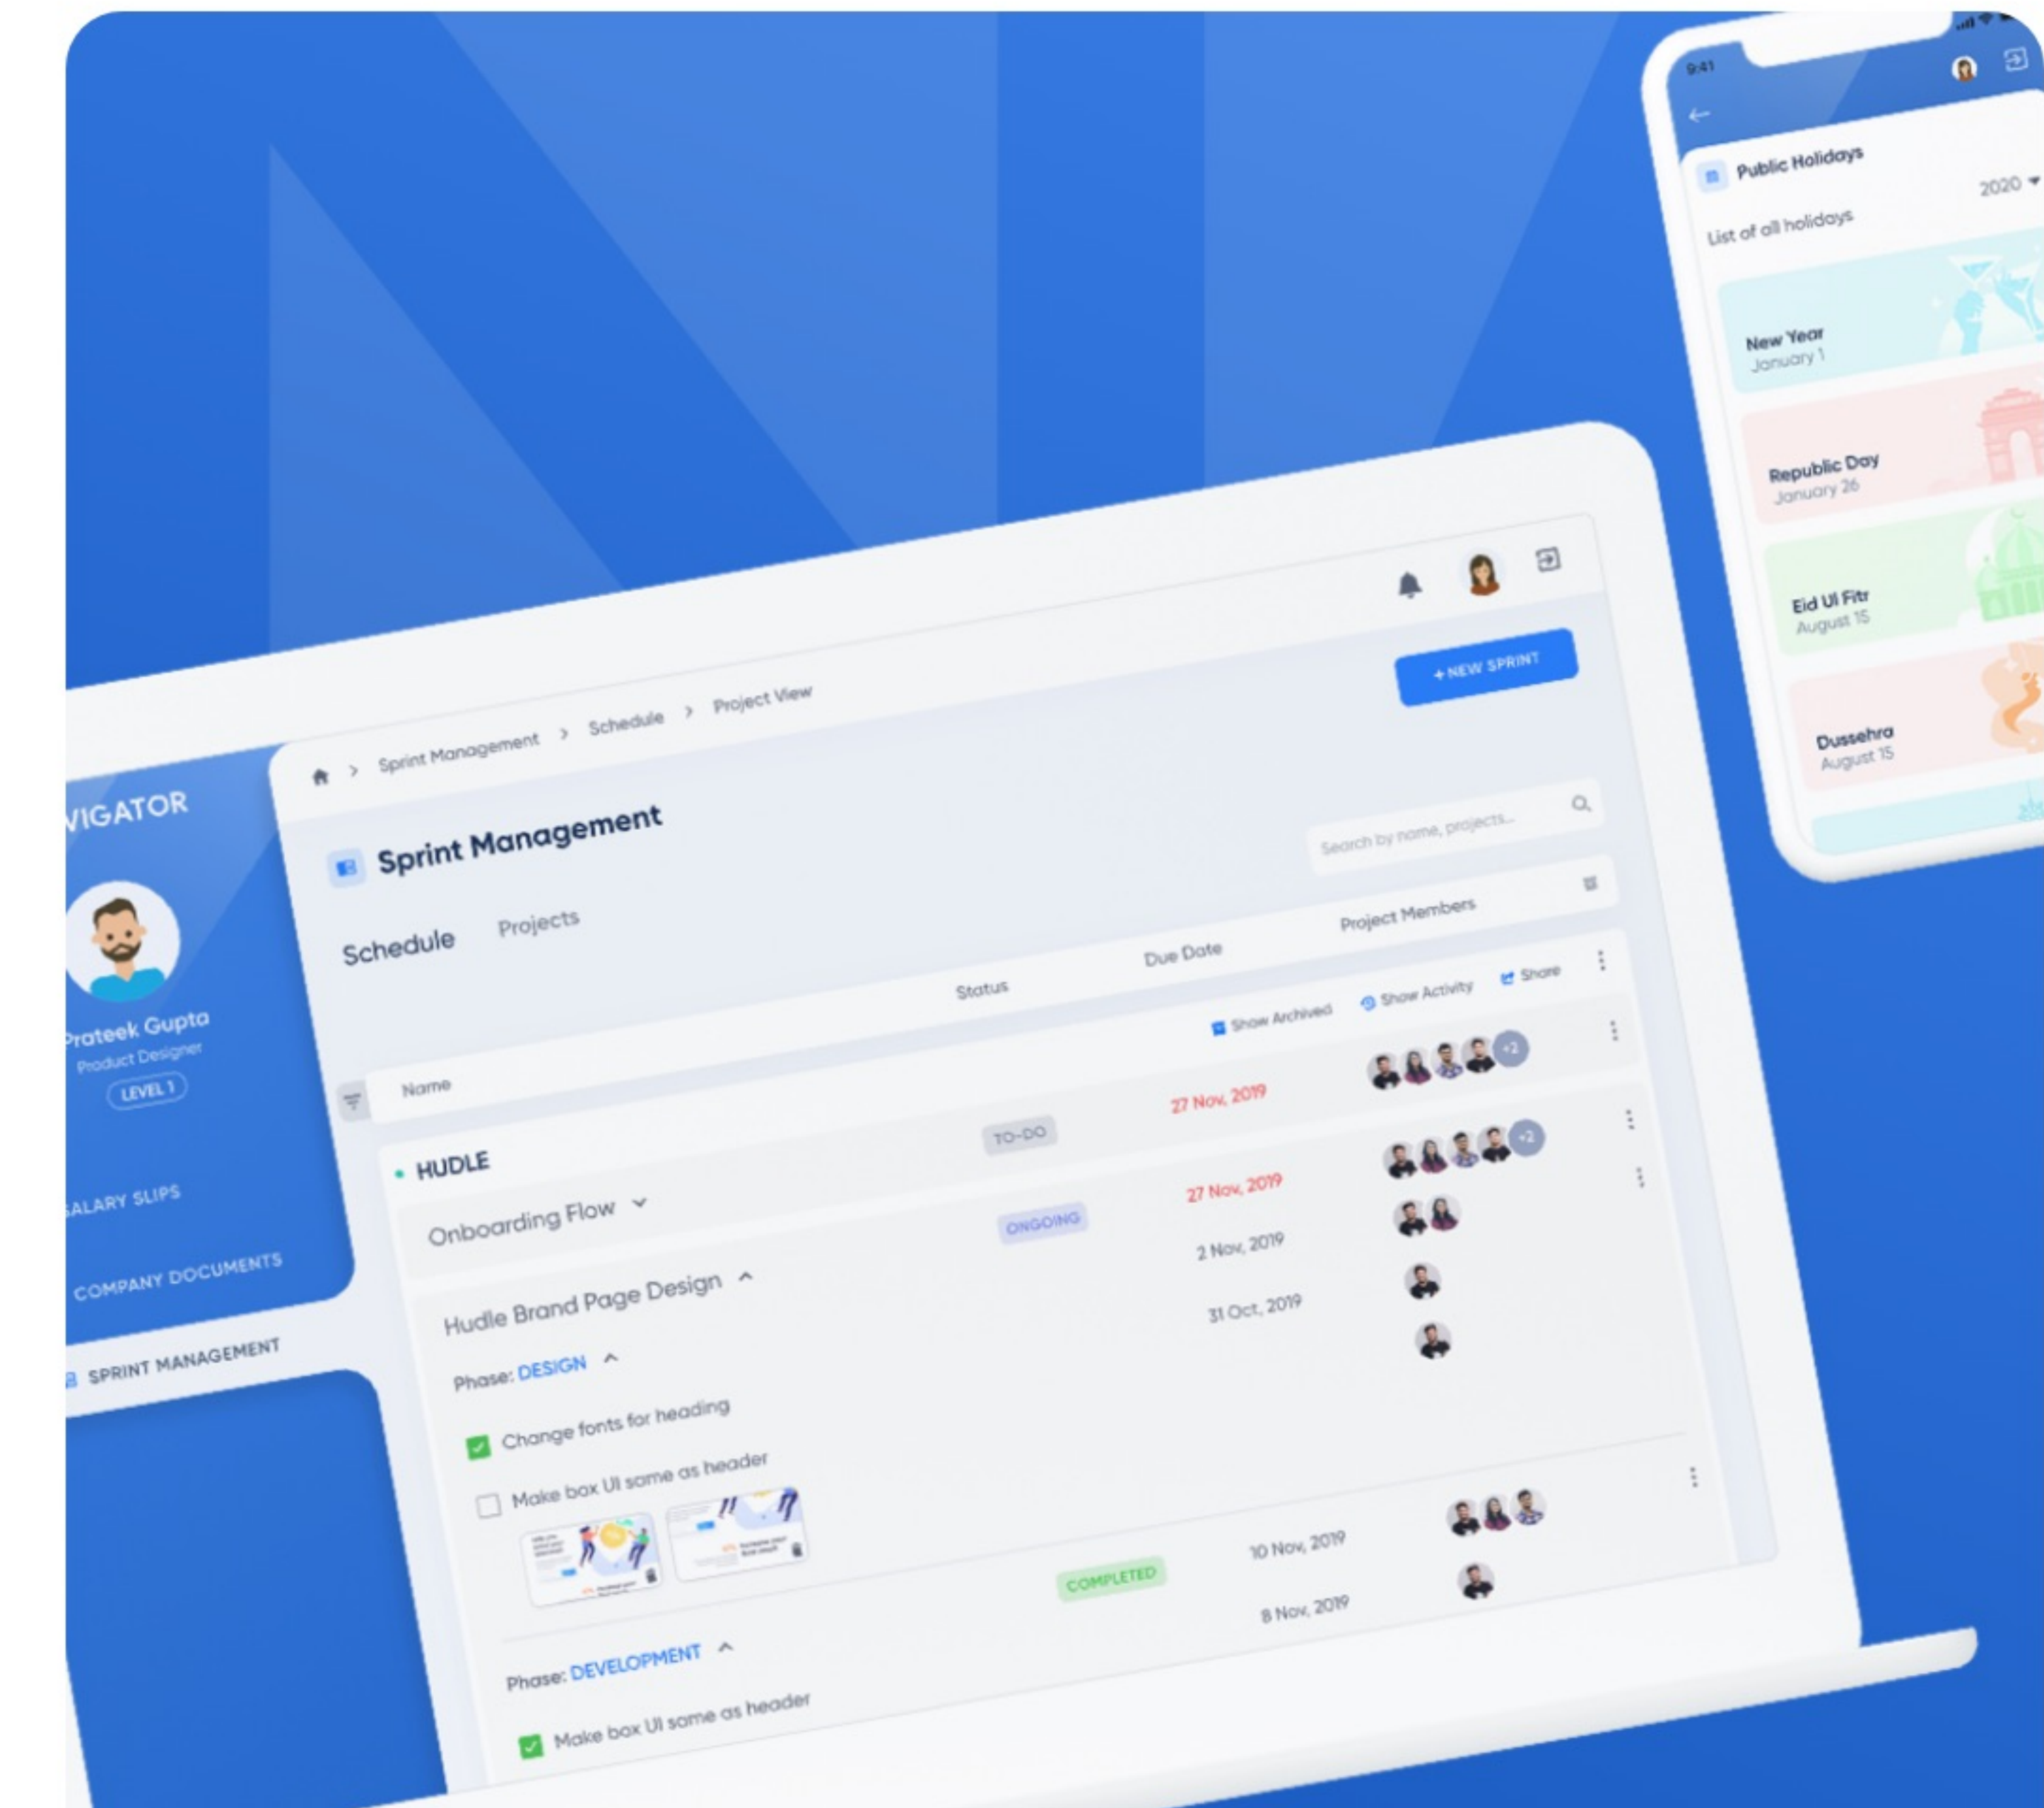 9:41
Public Holidays
2020
List of all holidays
New Year
January 1
Republic Day
January 26
Eid Ul Fitr
August 15
Dussehra
August 15
Sprint Management > Schedule > Project View
+ NEW SPRINT
VIGATOR
Prateek Gupta
Product Designer
LEVEL 1
SALARY SLIPS
COMPANY DOCUMENTS
SPRINT MANAGEMENT
Sprint Management
Search by name, projects...
Schedule Projects
Name Status Due Date Project Members
HUDLE Show Archived Show Activity Share
Onboarding Flow TO-DO 27 Nov, 2019 +2
Hudle Brand Page Design ONGOING 27 Nov, 2019 +2
Phase: DESIGN 2 Nov, 2019
Change fonts for heading 31 Oct, 2019
Make box UI same as header
Phase: DEVELOPMENT COMPLETED 10 Nov, 2019
Make box UI same as header 8 Nov, 2019